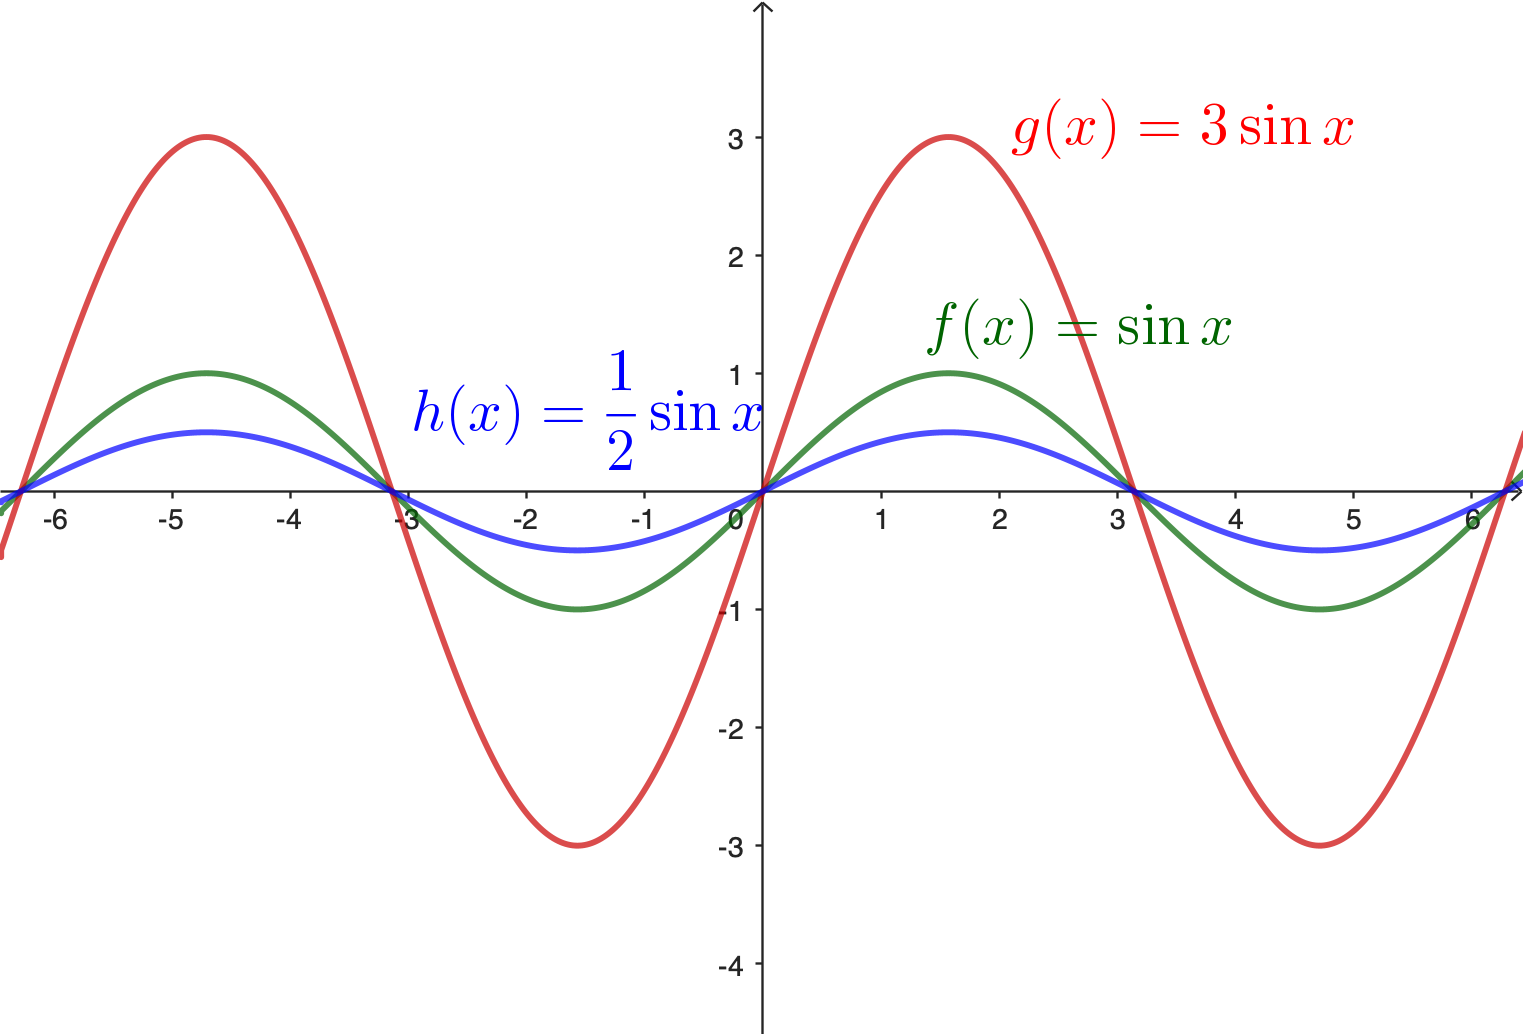 g(x) = 3 sin x
3
2
f(x) = sin x
1
h(x) = 1/2 sin x
-6 -5 -4 -3 -2 -1 0 1 2 3 4 5 6
-1
-2
-3
-4